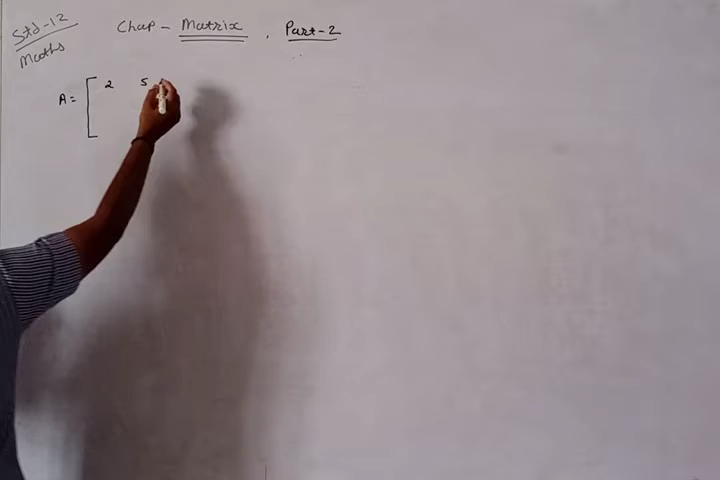 Std-12
Maths
Chap - Matrix , Part-2
A = [ 2 5